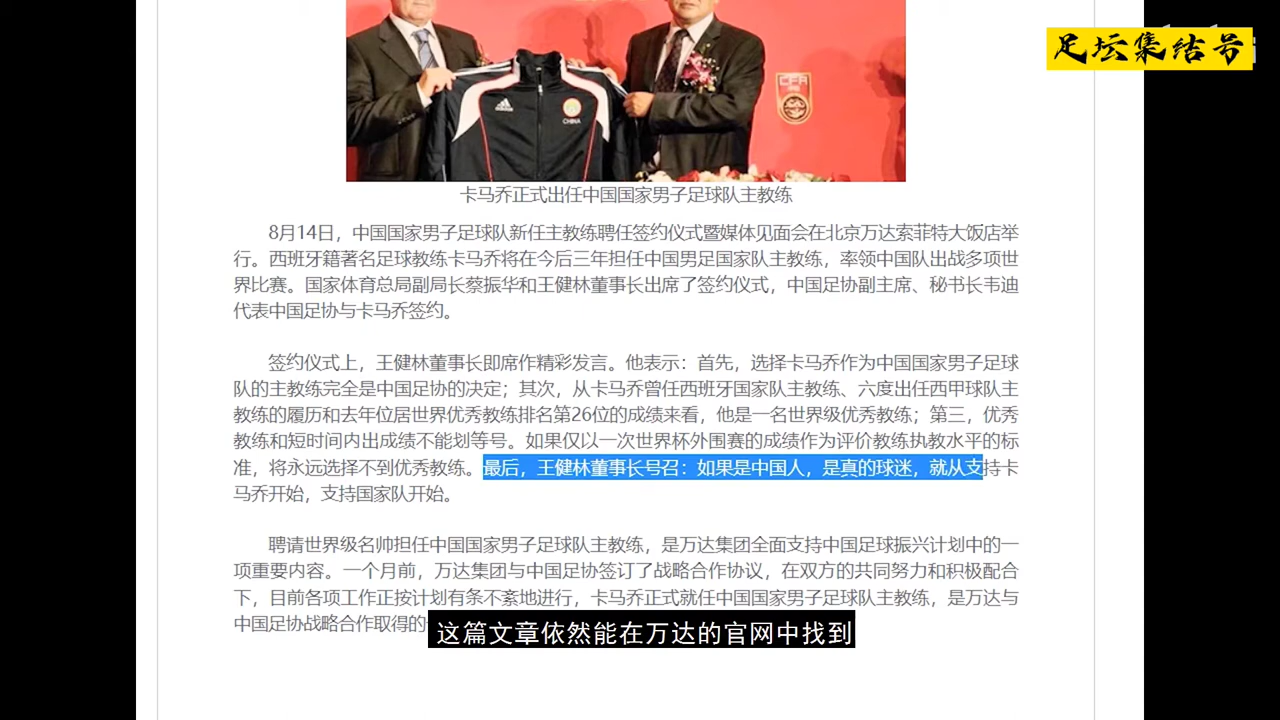 足坛集结号
CFA
CHINA
卡马乔正式出任中国国家男子足球队主教练
8月14日，中国国家男子足球队新任主教练聘任签约仪式暨媒体见面会在北京万达索菲特大饭店举
行。西班牙籍著名足球教练卡马乔将在今后三年担任中国男足国家队主教练，率领中国队出战多项世
界比赛。国家体育总局副局长蔡振华和王健林董事长出席了签约仪式，中国足协副主席、秘书长韦迪
代表中国足协与卡马乔签约。
签约仪式上，王健林董事长即席作精彩发言。他表示：首先，选择卡马乔作为中国国家男子足球
队的主教练完全是中国足协的决定；其次，从卡马乔曾任西班牙国家队主教练、六度出任西甲球队主
教练的履历和去年位居世界优秀教练排名第26位的成绩来看，他是一名世界级优秀教练；第三，优秀
教练和短时间内出成绩不能划等号。如果仅以一次世界杯外围赛的成绩作为评价教练执教水平的标
准，将永远选择不到优秀教练。最后，王健林董事长号召：如果是中国人，是真的球迷，就从支持卡
马乔开始，支持国家队开始。
聘请世界级名帅担任中国国家男子足球队主教练，是万达集团全面支持中国足球振兴计划中的一
项重要内容。一个月前，万达集团与中国足协签订了战略合作协议，在双方的共同努力和积极配合
下，目前各项工作正按计划有条不紊地进行，卡马乔正式就任中国国家男子足球队主教练，是万达与
中国足协战略合作取得的
这篇文章依然能在万达的官网中找到